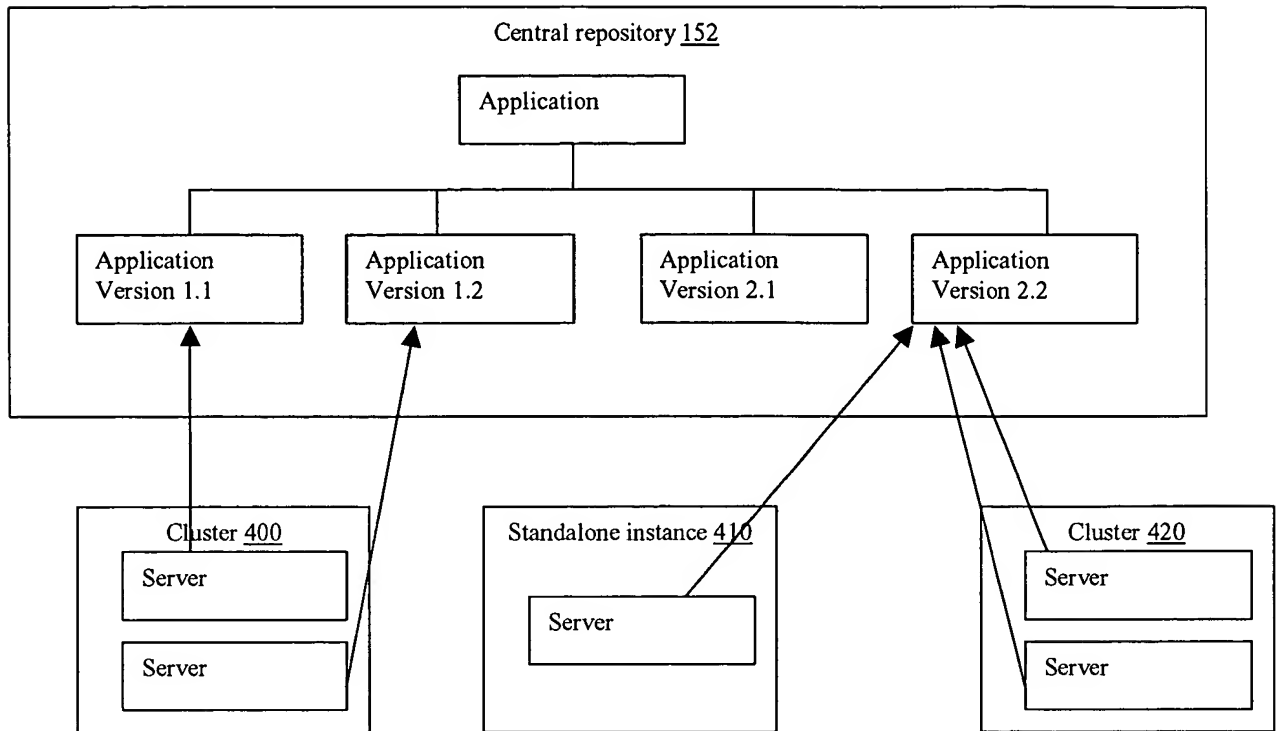 Central repository 152
Application
Application
Version 1.1
Application
Version 1.2
Application
Version 2.1
Application
Version 2.2
Cluster 400
Server
Server
Standalone instance 410
Server
Cluster 420
Server
Server